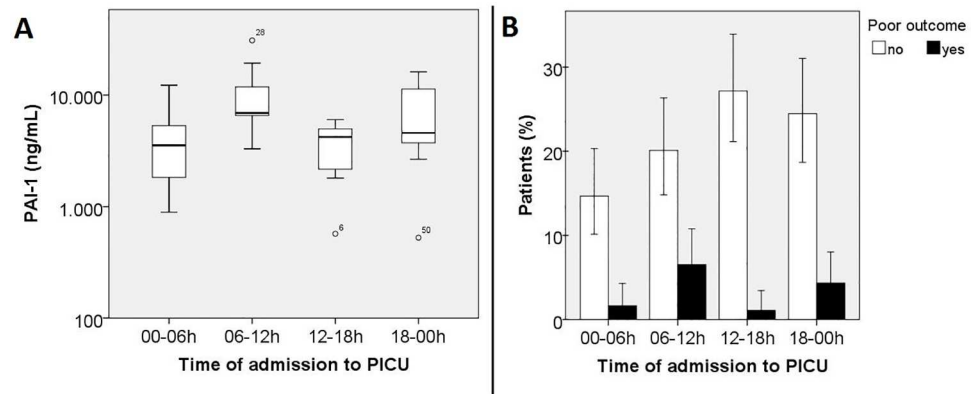 A
PAI-1 (ng/mL)
10.000
1.000
100
28
6
50
00-06h 06-12h 12-18h 18-00h
Time of admission to PICU
B
Patients (%)
30
20
10
0
00-06h 06-12h 12-18h 18-00h
Time of admission to PICU
Poor outcome
no yes